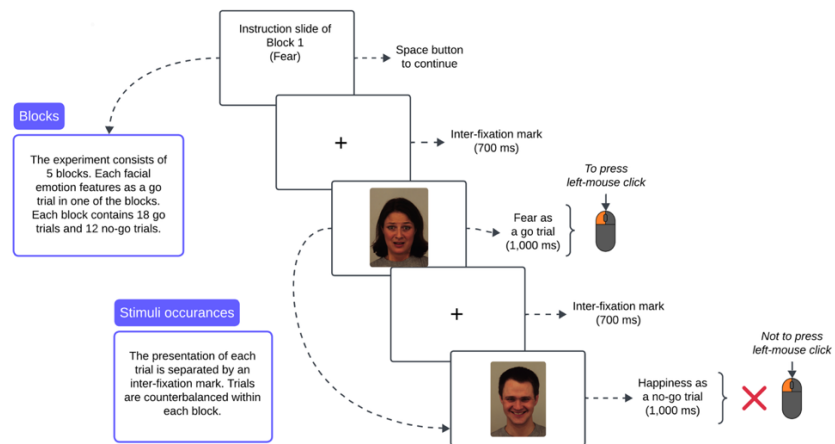 Instruction slide of
Block 1
(Fear)
Space button
to continue
Blocks
The experiment consists of
5 blocks. Each facial
emotion features as a go
trial in one of the blocks.
Each block contains 18 go
trials and 12 no-go trials.
+
Inter-fixation mark
(700 ms)
To press
left-mouse click
Fear as
a go trial
(1,000 ms)
+
Inter-fixation mark
(700 ms)
Stimuli occurances
The presentation of each
trial is separated by an
inter-fixation mark. Trials
are counterbalanced within
each block.
Not to press
left-mouse click
Happiness as
a no-go trial
(1,000 ms)